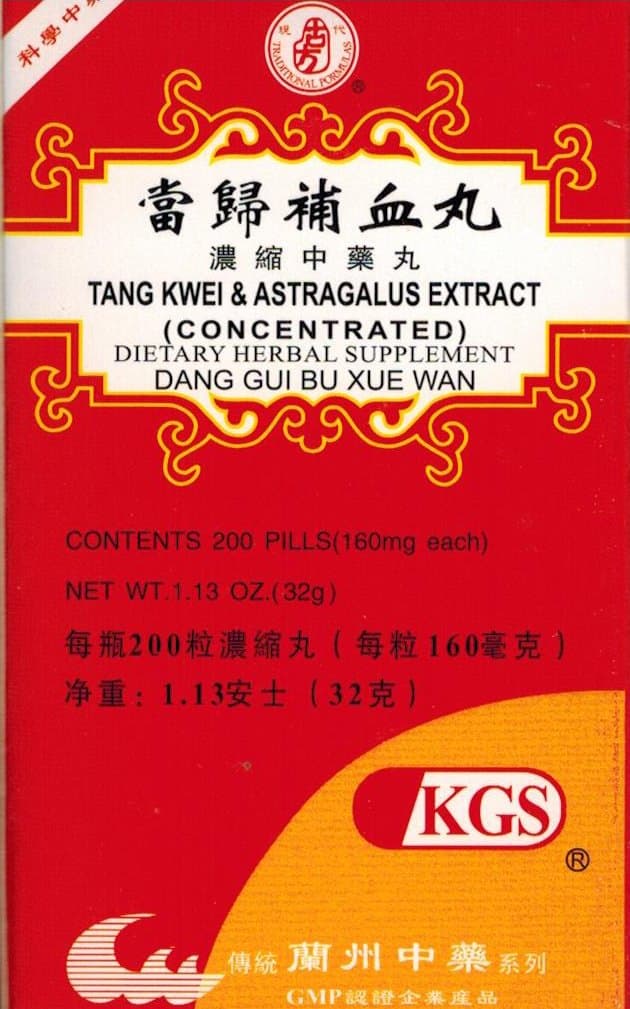 科學中
現 代
古方
TRADITIONAL FORMULAS
®
當歸補血丸
濃縮中藥丸
TANG KWEI & ASTRAGALUS EXTRACT
(CONCENTRATED)
DIETARY HERBAL SUPPLEMENT
DANG GUI BU XUE WAN
CONTENTS 200 PILLS(160mg each)
NET WT.1.13 OZ.(32g)
每瓶200粒濃縮丸(每粒160毫克)
净重:1.13安士(32克)
KGS
®
傳統 蘭州中藥 系列
GMP認證企業産品